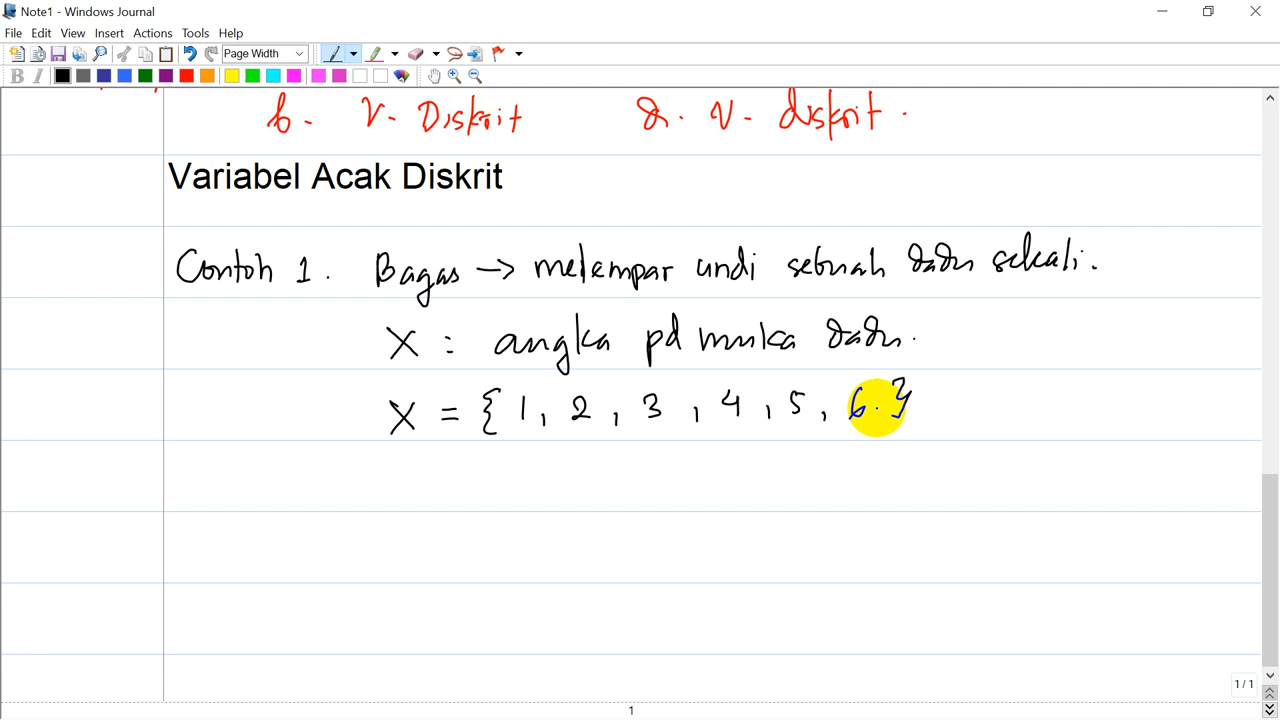 Note1 - Windows Journal
File Edit View Insert Actions Tools Help
Page Width
B I
b. V. Diskrit d. V. diskrit.
Variabel Acak Diskrit
Contoh 1. Bagas → melempar undi sebuah dadu sekali.
X : angka pd muka dadu.
X = { 1, 2, 3, 4, 5, 6. }
1 / 1
1